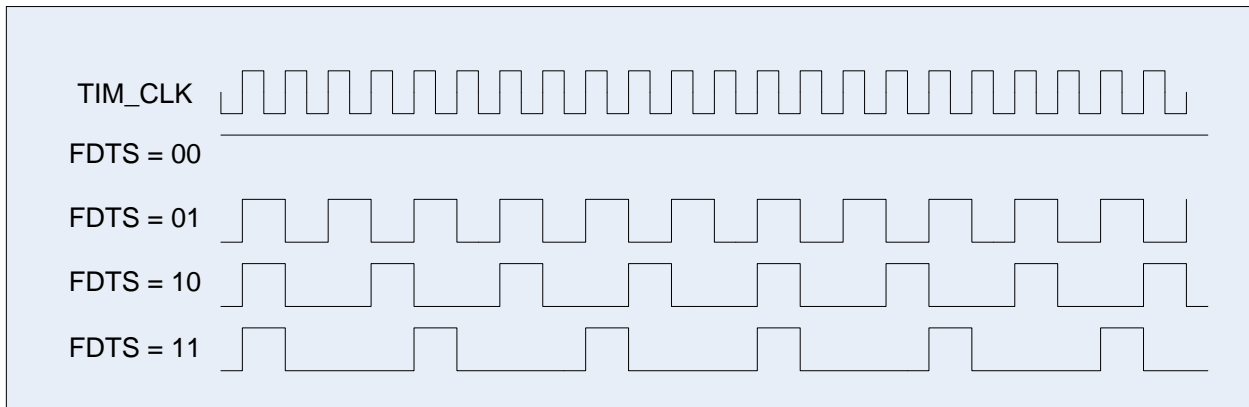 TIM_CLK
FDTS = 00
FDTS = 01
FDTS = 10
FDTS = 11